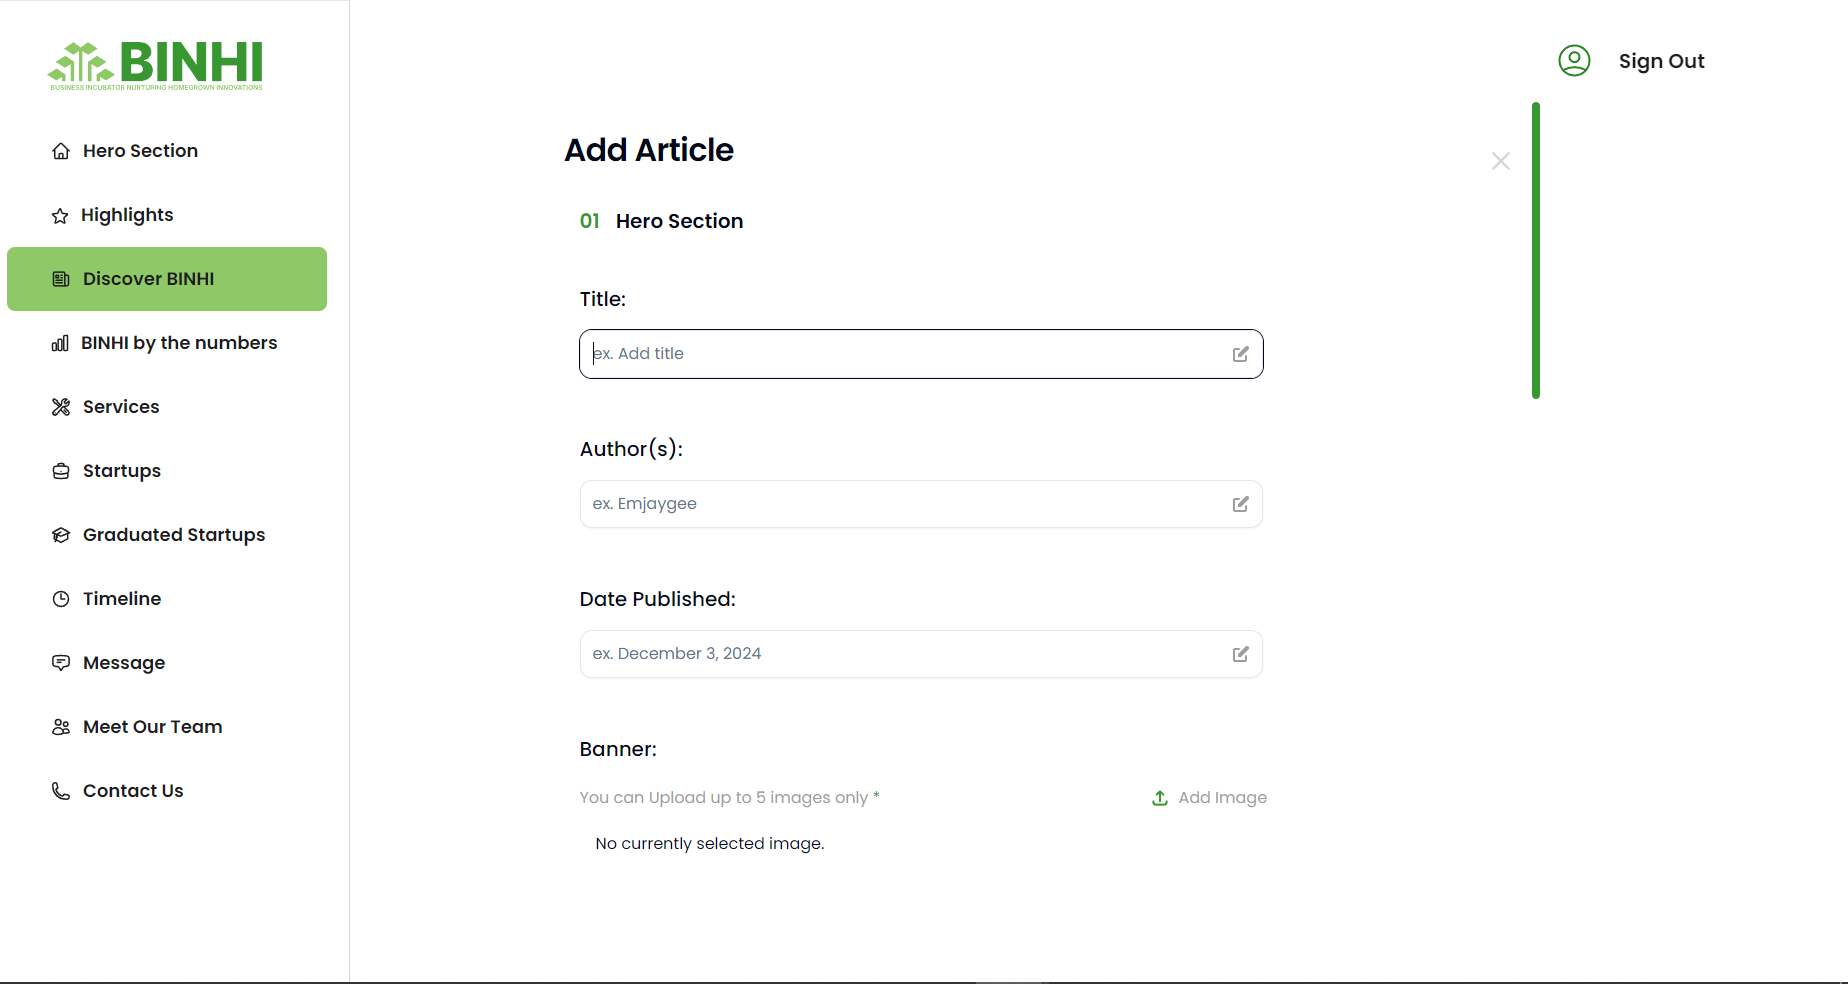 BINHI
BUSINESS INCUBATOR NURTURING HOMEGROWN INNOVATIONS
Hero Section
Highlights
Discover BINHI
BINHI by the numbers
Services
Startups
Graduated Startups
Timeline
Message
Meet Our Team
Contact Us
Sign Out
Add Article
01 Hero Section
Title:
ex. Add title
Author(s):
ex. Emjaygee
Date Published:
ex. December 3, 2024
Banner:
You can Upload up to 5 images only *
Add Image
No currently selected image.